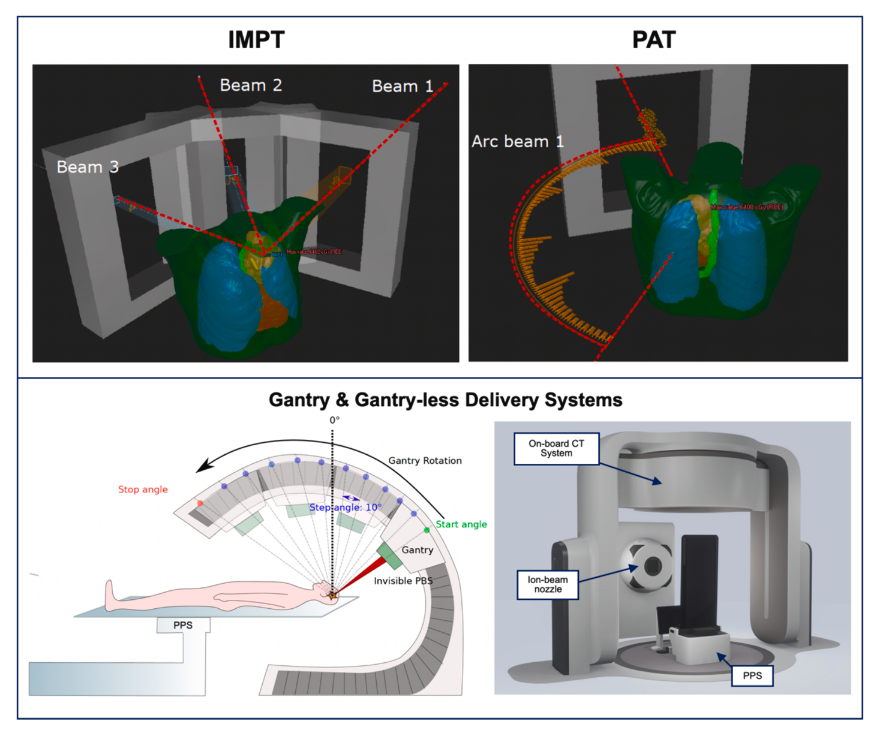 IMPT
PAT
Beam 2
Beam 1
Beam 3
Arc beam 1
Gantry & Gantry-less Delivery Systems
0°
Gantry Rotation
Stop angle
Step angle: 10°
Start angle
Gantry
Invisible PBS
PPS
On-board CT
System
Ion-beam
nozzle
PPS